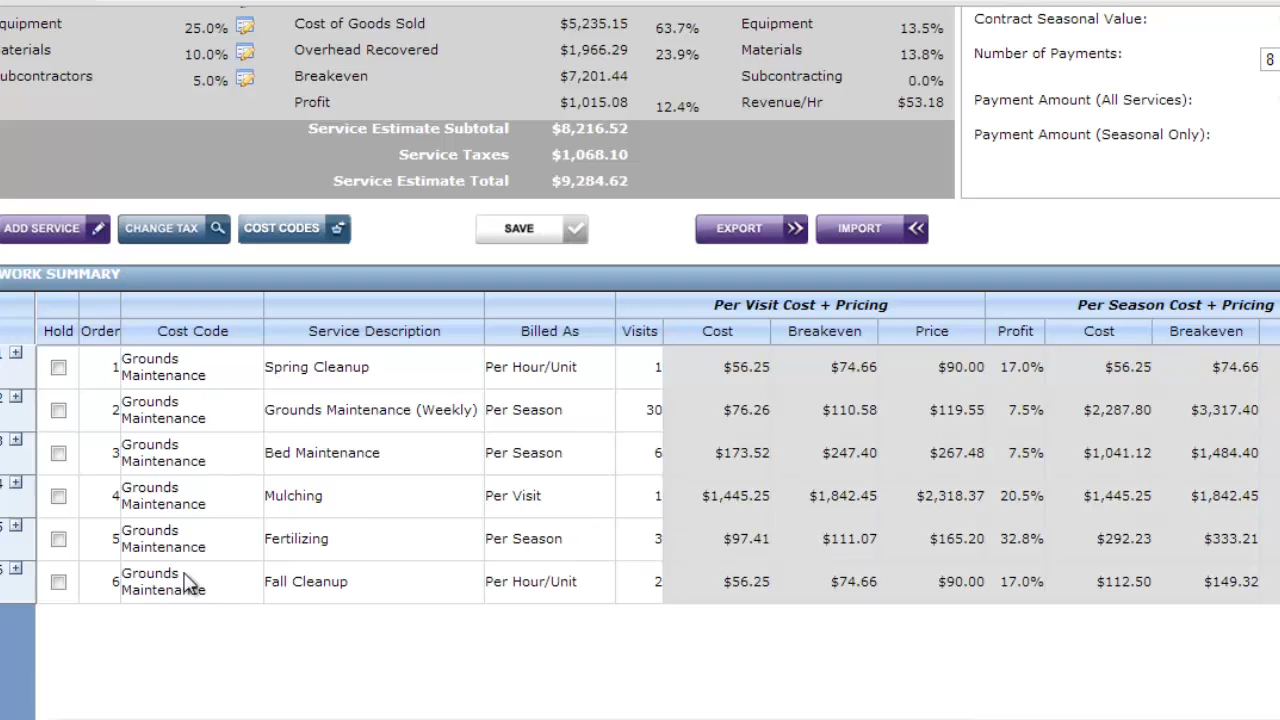 quipment 25.0% Cost of Goods Sold $5,235.15 63.7% Equipment 13.5% Contract Seasonal Value:
aterials 10.0% Overhead Recovered $1,966.29 23.9% Materials 13.8% Number of Payments: 8
ubcontractors 5.0% Breakeven $7,201.44 Subcontracting 0.0%
Profit $1,015.08 12.4% Revenue/Hr $53.18 Payment Amount (All Services):
Service Estimate Subtotal $8,216.52 Payment Amount (Seasonal Only):
Service Taxes $1,068.10
Service Estimate Total $9,284.62
ADD SERVICE CHANGE TAX COST CODES SAVE EXPORT IMPORT
WORK SUMMARY
Per Visit Cost + Pricing Per Season Cost + Pricing
Hold Order Cost Code Service Description Billed As Visits Cost Breakeven Price Profit Cost Breakeven
1 Grounds Maintenance Spring Cleanup Per Hour/Unit 1 $56.25 $74.66 $90.00 17.0% $56.25 $74.66
2 Grounds Maintenance Grounds Maintenance (Weekly) Per Season 30 $76.26 $110.58 $119.55 7.5% $2,287.80 $3,317.40
3 Grounds Maintenance Bed Maintenance Per Season 6 $173.52 $247.40 $267.48 7.5% $1,041.12 $1,484.40
4 Grounds Maintenance Mulching Per Visit 1 $1,445.25 $1,842.45 $2,318.37 20.5% $1,445.25 $1,842.45
5 Grounds Maintenance Fertilizing Per Season 3 $97.41 $111.07 $165.20 32.8% $292.23 $333.21
6 Grounds Maintenance Fall Cleanup Per Hour/Unit 2 $56.25 $74.66 $90.00 17.0% $112.50 $149.32